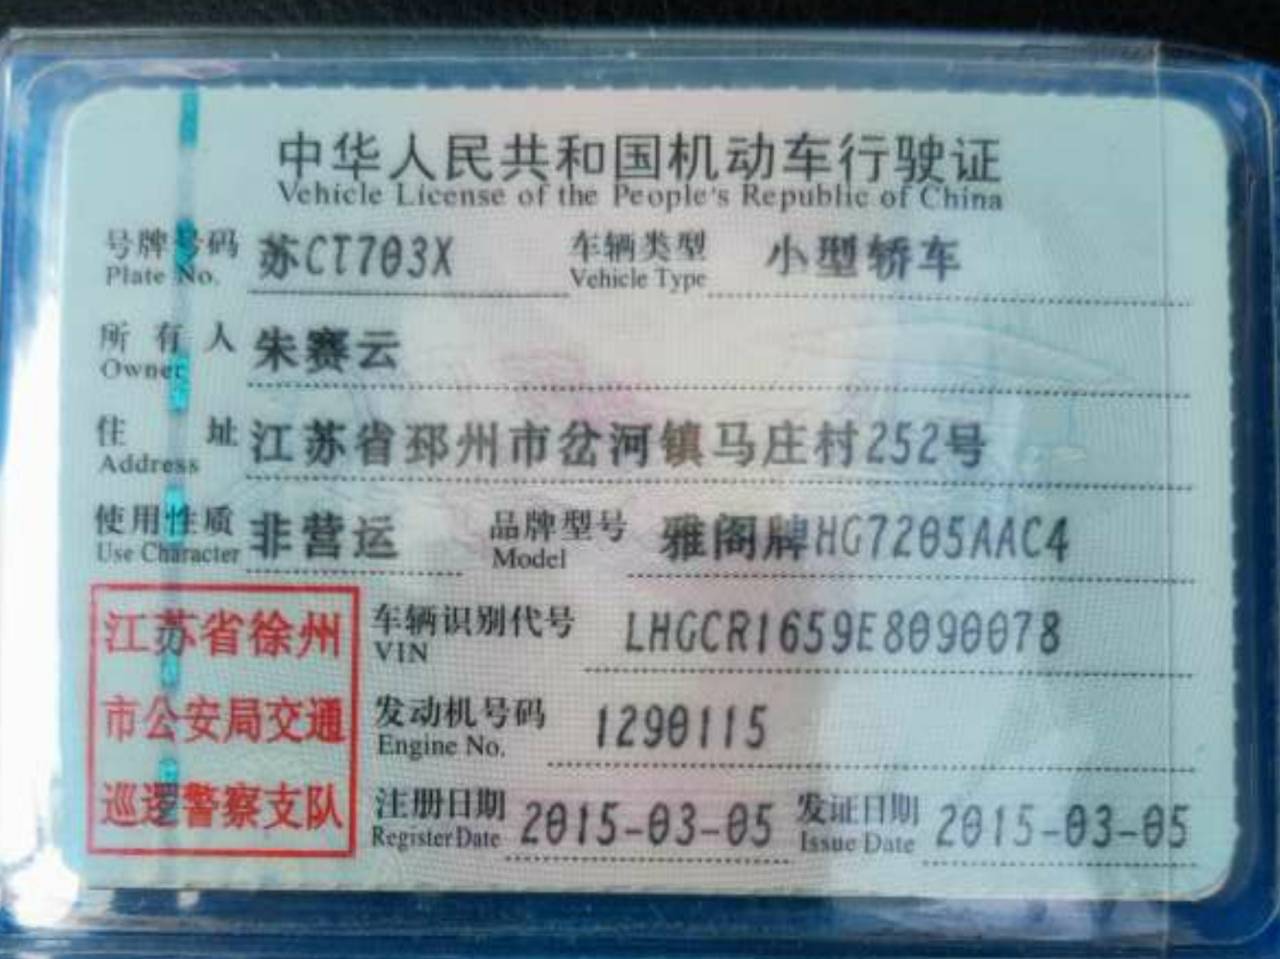 中华人民共和国机动车行驶证
Vehicle License of the People's Republic of China
号牌号码 苏CT703X 车辆类型 小型轿车
Plate No. Vehicle Type
所有人 朱赛云
Owner
住址 江苏省邳州市岔河镇马庄村252号
Address
使用性质 非营运 品牌型号 雅阁牌HG7205AAC4
Use Character Model
江苏省徐州
市公安局交通
巡逻警察支队
车辆识别代号 LHGCR1659E8090078
VIN
发动机号码 1290115
Engine No.
注册日期 2015-03-05 发证日期 2015-03-05
Register Date Issue Date